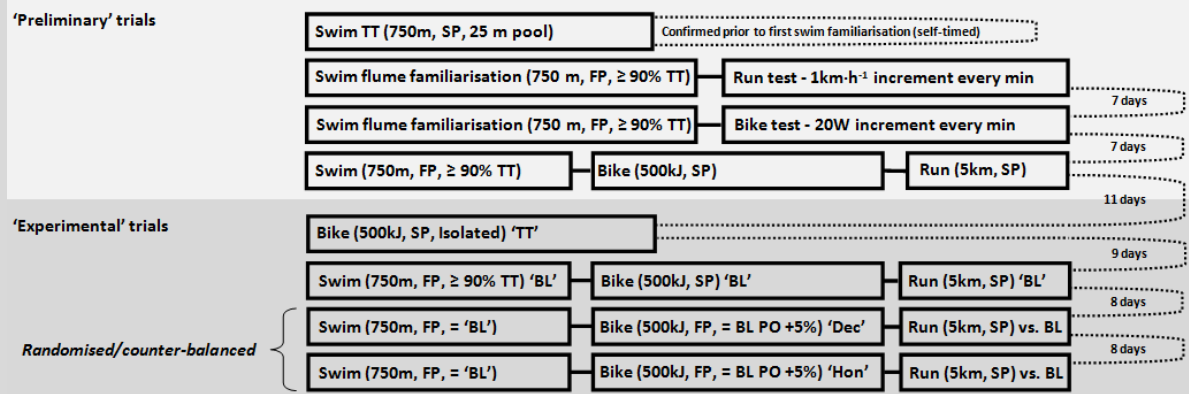 ‘Preliminary’ trials
Swim TT (750m, SP, 25 m pool)
Confirmed prior to first swim familiarisation (self-timed)
Swim flume familiarisation (750 m, FP, ≥ 90% TT)
Run test - 1km·h⁻¹ increment every min
7 days
Swim flume familiarisation (750 m, FP, ≥ 90% TT)
Bike test - 20W increment every min
7 days
Swim (750m, FP, ≥ 90% TT)
Bike (500kJ, SP)
Run (5km, SP)
11 days
‘Experimental’ trials
Bike (500kJ, SP, Isolated) ‘TT’
9 days
Swim (750m, FP, ≥ 90% TT) ‘BL’
Bike (500kJ, SP) ‘BL’
Run (5km, SP) ‘BL’
8 days
Randomised/counter-balanced
Swim (750m, FP, = ‘BL’)
Bike (500kJ, FP, = BL PO +5%) ‘Dec’
Run (5km, SP) vs. BL
8 days
Swim (750m, FP, = ‘BL’)
Bike (500kJ, FP, = BL PO +5%) ‘Hon’
Run (5km, SP) vs. BL